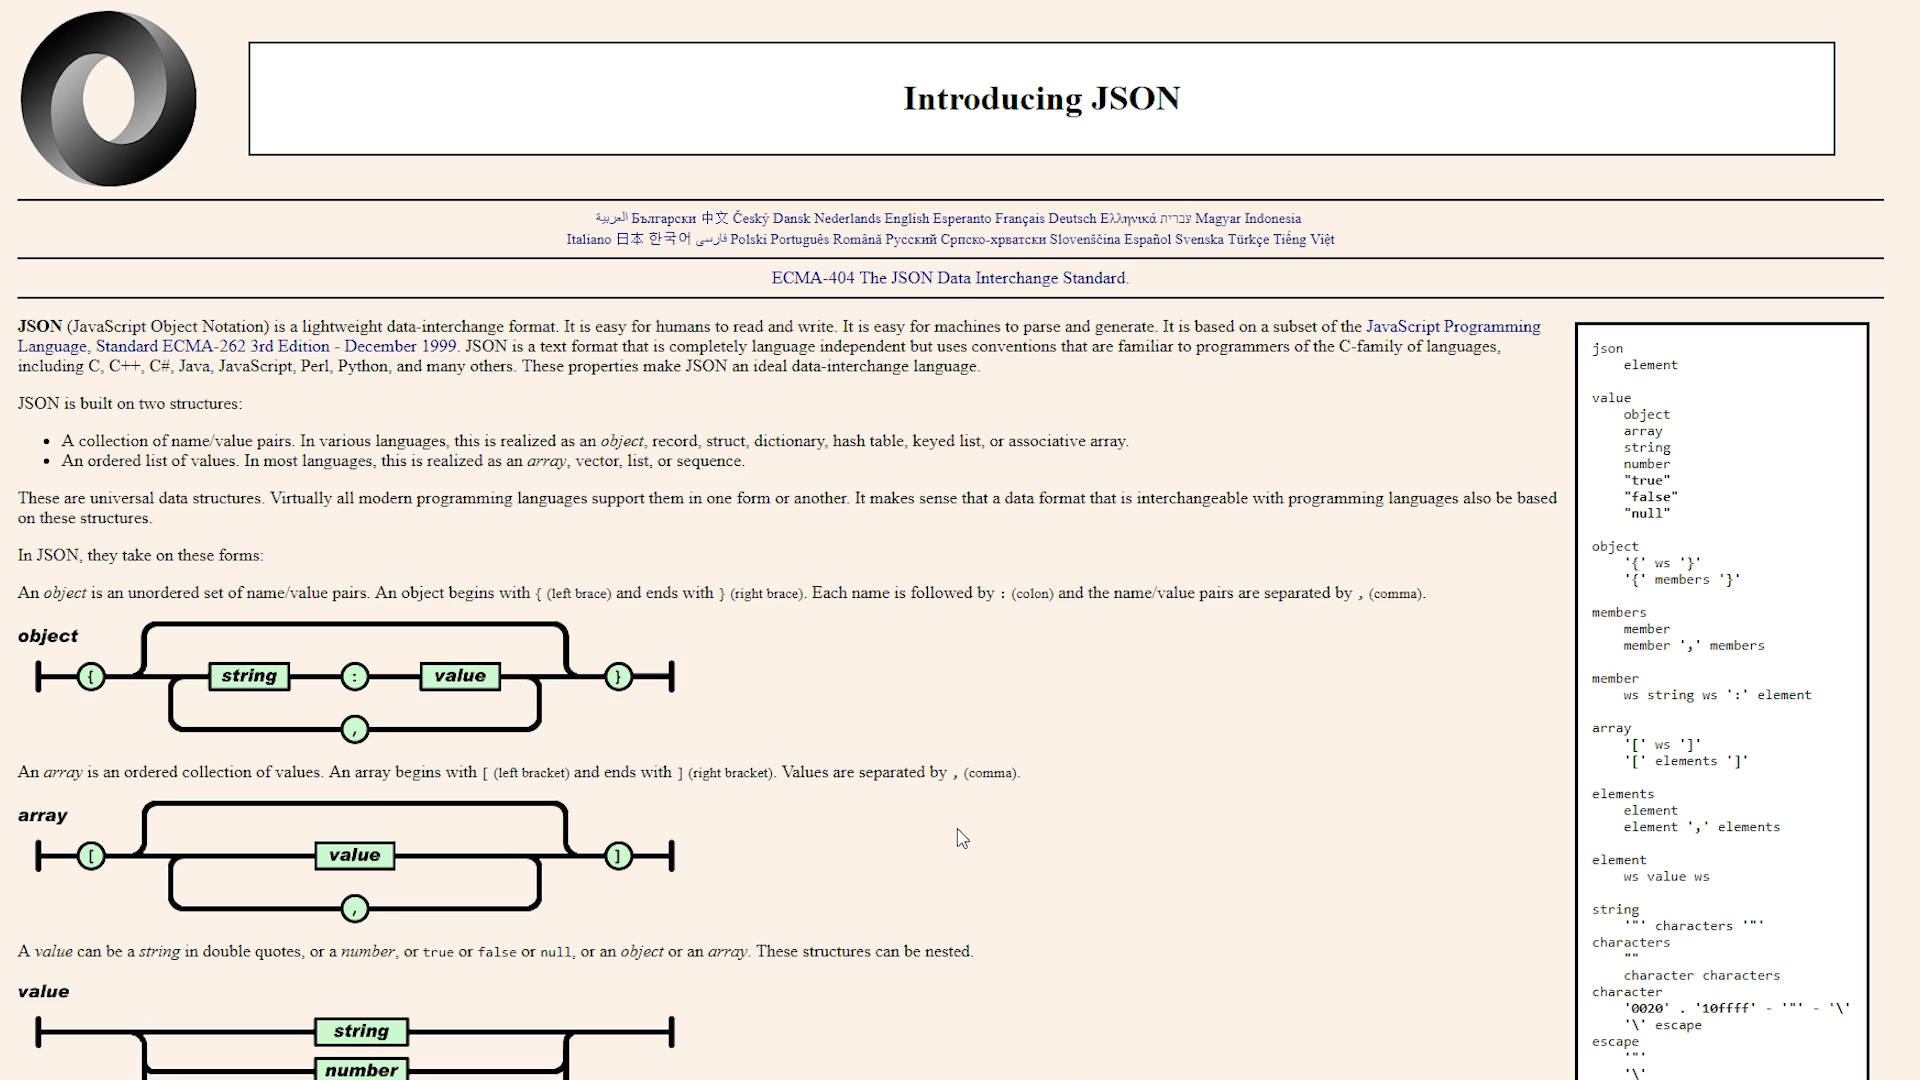 Introducing JSON
العربية Български 中文 Český Dansk Nederlands English Esperanto Français Deutsch Ελληνικά עברית Magyar Indonesia
Italiano 日本 한국어 فارسی Polski Português Română Русский Српско-хрватски Slovenščina Español Svenska Türkçe Tiếng Việt
ECMA-404 The JSON Data Interchange Standard.
JSON (JavaScript Object Notation) is a lightweight data-interchange format. It is easy for humans to read and write. It is easy for machines to parse and generate. It is based on a subset of the JavaScript Programming
Language, Standard ECMA-262 3rd Edition - December 1999. JSON is a text format that is completely language independent but uses conventions that are familiar to programmers of the C-family of languages,
including C, C++, C#, Java, JavaScript, Perl, Python, and many others. These properties make JSON an ideal data-interchange language.
JSON is built on two structures:
• A collection of name/value pairs. In various languages, this is realized as an object, record, struct, dictionary, hash table, keyed list, or associative array.
• An ordered list of values. In most languages, this is realized as an array, vector, list, or sequence.
These are universal data structures. Virtually all modern programming languages support them in one form or another. It makes sense that a data format that is interchangeable with programming languages also be based
on these structures.
In JSON, they take on these forms:
An object is an unordered set of name/value pairs. An object begins with { (left brace) and ends with } (right brace). Each name is followed by : (colon) and the name/value pairs are separated by , (comma).
object
{ string : value }
,
An array is an ordered collection of values. An array begins with [ (left bracket) and ends with ] (right bracket). Values are separated by , (comma).
array
[ value ]
,
A value can be a string in double quotes, or a number, or true or false or null, or an object or an array. These structures can be nested.
value
string
number
json
element
value
object
array
string
number
"true"
"false"
"null"
object
'{' ws '}'
'{' members '}'
members
member
member ',' members
member
ws string ws ':' element
array
'[' ws ']'
'[' elements ']'
elements
element
element ',' elements
element
ws value ws
string
'"' characters '"'
characters
""
character characters
character
'0020' . '10ffff' - '"' - '\'
'\' escape
escape
'"'
'\'